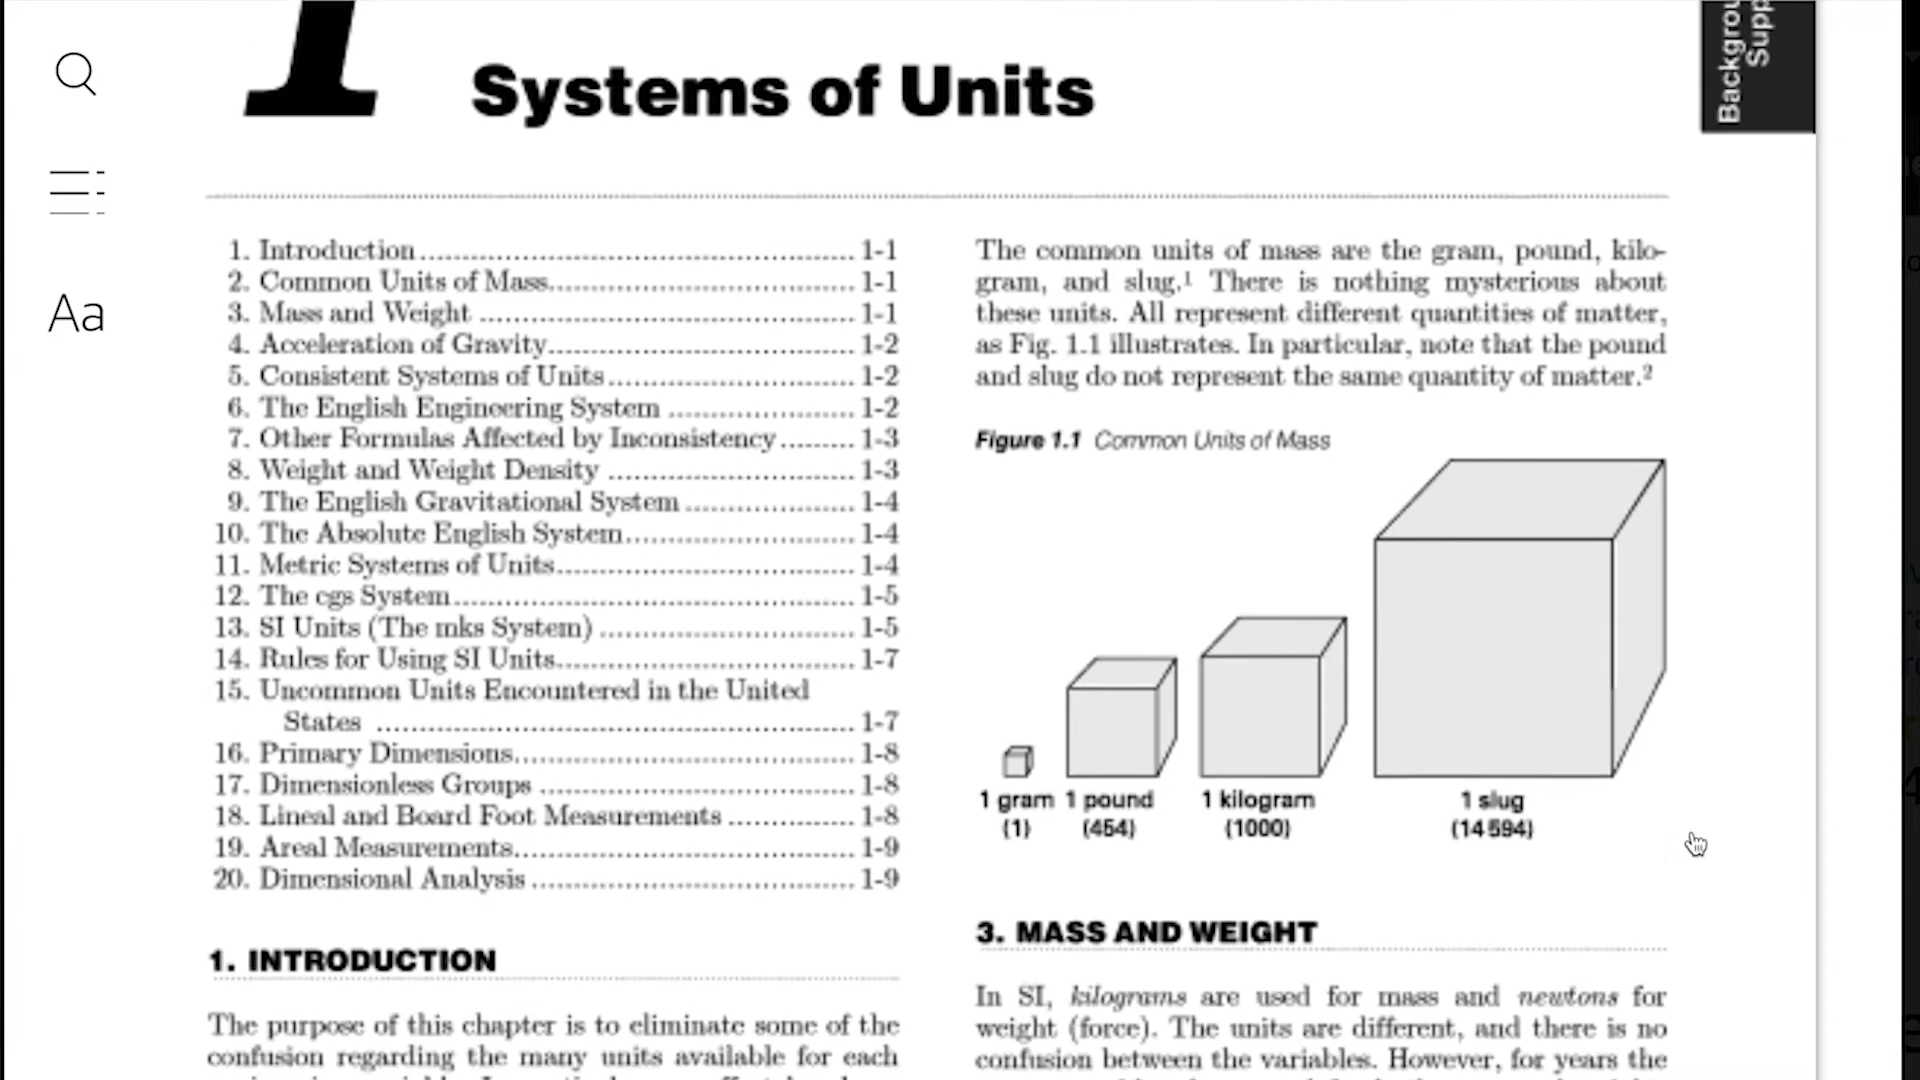 1
Systems of Units
Aa
1. Introduction ........ 1-1
2. Common Units of Mass ........ 1-1
3. Mass and Weight ........ 1-1
4. Acceleration of Gravity ........ 1-2
5. Consistent Systems of Units ........ 1-2
6. The English Engineering System ........ 1-2
7. Other Formulas Affected by Inconsistency ........ 1-3
8. Weight and Weight Density ........ 1-3
9. The English Gravitational System ........ 1-4
10. The Absolute English System ........ 1-4
11. Metric Systems of Units ........ 1-4
12. The cgs System ........ 1-5
13. SI Units (The mks System) ........ 1-5
14. Rules for Using SI Units ........ 1-7
15. Uncommon Units Encountered in the United
States ........ 1-7
16. Primary Dimensions ........ 1-8
17. Dimensionless Groups ........ 1-8
18. Lineal and Board Foot Measurements ........ 1-8
19. Areal Measurements ........ 1-9
20. Dimensional Analysis ........ 1-9
1. INTRODUCTION
The purpose of this chapter is to eliminate some of the
confusion regarding the many units available for each
The common units of mass are the gram, pound, kilo-
gram, and slug.¹ There is nothing mysterious about
these units. All represent different quantities of matter,
as Fig. 1.1 illustrates. In particular, note that the pound
and slug do not represent the same quantity of matter.²
Figure 1.1 Common Units of Mass
1 gram 1 pound 1 kilogram 1 slug
(1) (454) (1000) (14 594)
3. MASS AND WEIGHT
In SI, kilograms are used for mass and newtons for
weight (force). The units are different, and there is no
confusion between the variables. However, for years the